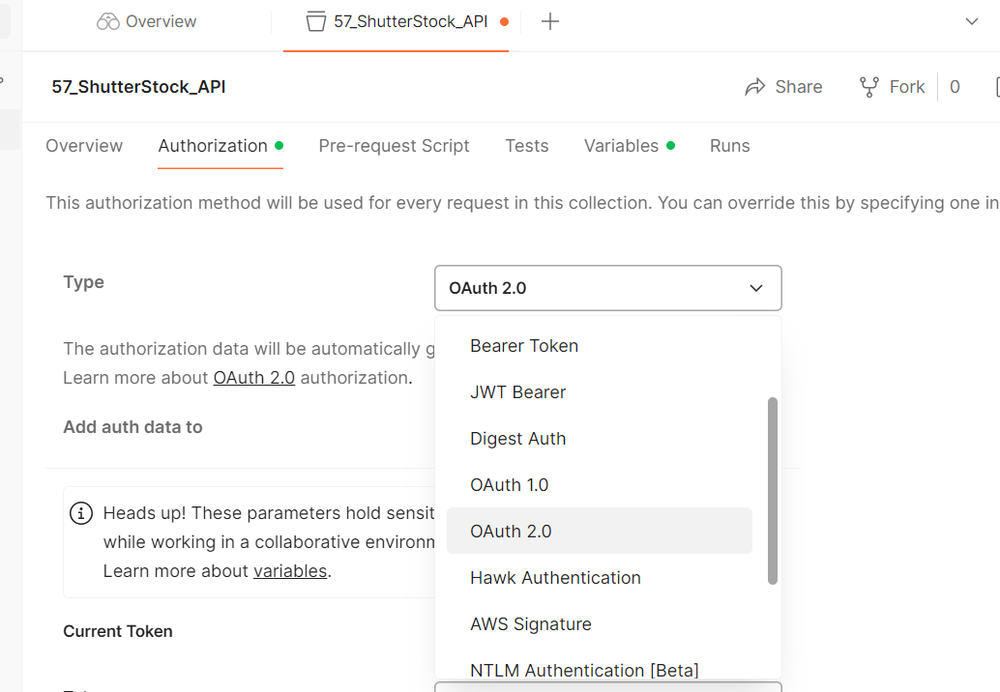 Overview
57_ShutterStock_API
57_ShutterStock_API
Share
Fork
0
Overview
Authorization
Pre-request Script
Tests
Variables
Runs
This authorization method will be used for every request in this collection. You can override this by specifying one in
Type
OAuth 2.0
The authorization data will be automatically g
Learn more about OAuth 2.0 authorization.
Add auth data to
Heads up! These parameters hold sensit
while working in a collaborative environm
Learn more about variables.
Current Token
Bearer Token
JWT Bearer
Digest Auth
OAuth 1.0
OAuth 2.0
Hawk Authentication
AWS Signature
NTLM Authentication [Beta]